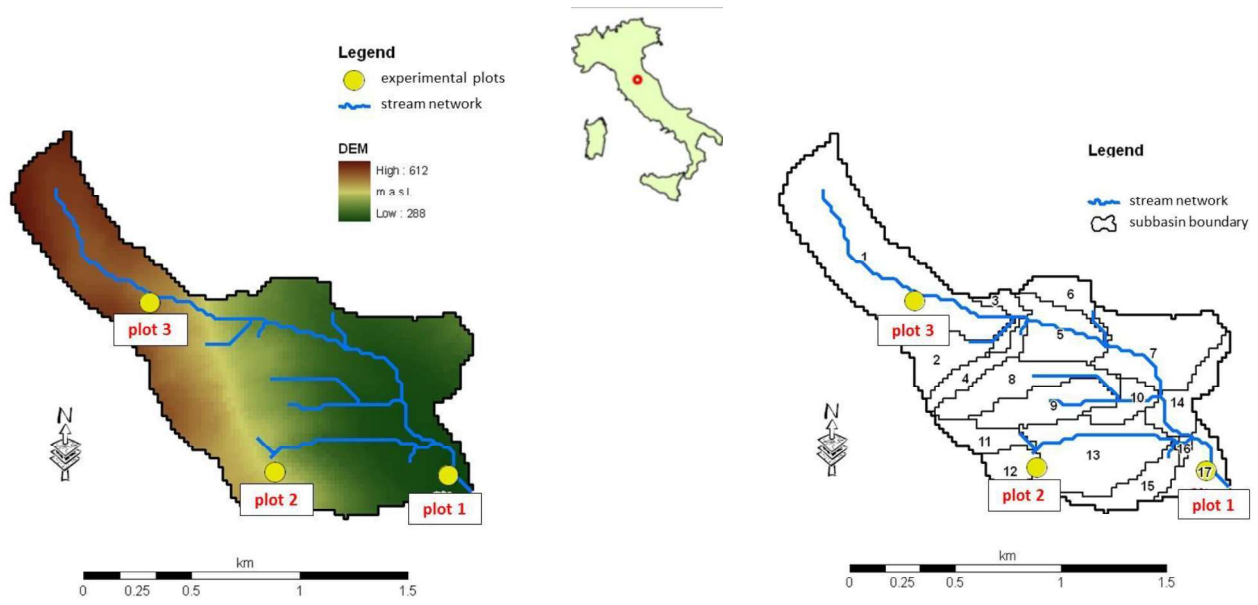 Legend
experimental plots
stream network
DEM
High : 612
m a s l
Low : 288
plot 3
plot 2
plot 1
N
km
0 0.25 0.5 1 1.5
Legend
stream network
subbasin boundary
1
3
6
5
7
2
4
8
10
14
9
11
13
16
12
15
17
plot 3
plot 2
plot 1
N
km
0 0.25 0.5 1 1.5